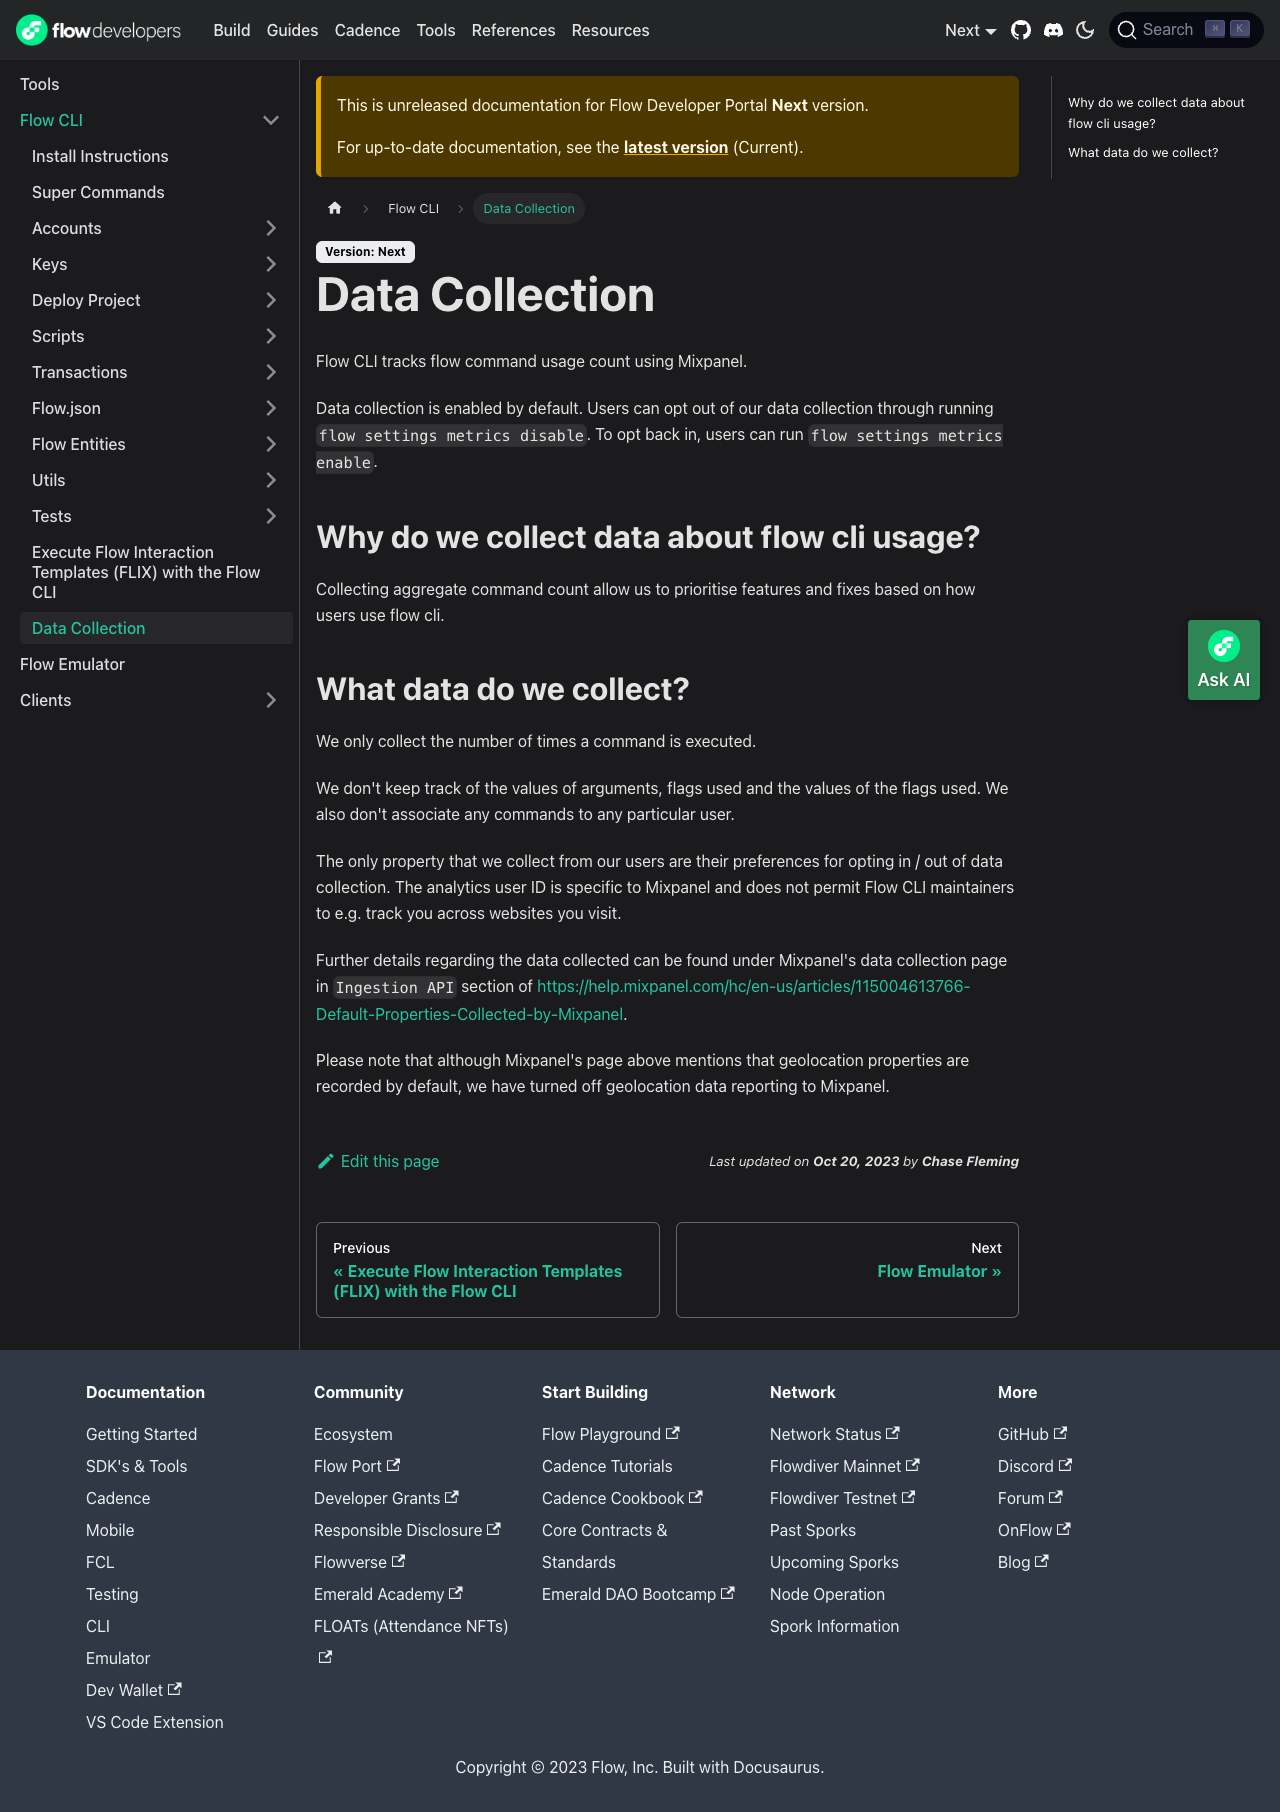 flowdevelopers
Build Guides Cadence Tools References Resources
Next
Search ⌘ K
Tools
Flow CLI
Install Instructions
Super Commands
Accounts
Keys
Deploy Project
Scripts
Transactions
Flow.json
Flow Entities
Utils
Tests
Execute Flow Interaction
Templates (FLIX) with the Flow
CLI
Data Collection
Flow Emulator
Clients
This is unreleased documentation for Flow Developer Portal Next version.
For up-to-date documentation, see the latest version (Current).
Flow CLI
Data Collection
Version: Next
Data Collection
Flow CLI tracks flow command usage count using Mixpanel.
Data collection is enabled by default. Users can opt out of our data collection through running
flow settings metrics disable. To opt back in, users can run flow settings metrics
enable.
Why do we collect data about flow cli usage?
Collecting aggregate command count allow us to prioritise features and fixes based on how
users use flow cli.
What data do we collect?
We only collect the number of times a command is executed.
We don't keep track of the values of arguments, flags used and the values of the flags used. We
also don't associate any commands to any particular user.
The only property that we collect from our users are their preferences for opting in / out of data
collection. The analytics user ID is specific to Mixpanel and does not permit Flow CLI maintainers
to e.g. track you across websites you visit.
Further details regarding the data collected can be found under Mixpanel's data collection page
in Ingestion API section of https://help.mixpanel.com/hc/en-us/articles/115004613766-
Default-Properties-Collected-by-Mixpanel.
Please note that although Mixpanel's page above mentions that geolocation properties are
recorded by default, we have turned off geolocation data reporting to Mixpanel.
Edit this page
Last updated on Oct 20, 2023 by Chase Fleming
Previous
« Execute Flow Interaction Templates
(FLIX) with the Flow CLI
Next
Flow Emulator »
Why do we collect data about
flow cli usage?
What data do we collect?
Ask AI
Documentation
Getting Started
SDK's & Tools
Cadence
Mobile
FCL
Testing
CLI
Emulator
Dev Wallet
VS Code Extension
Community
Ecosystem
Flow Port
Developer Grants
Responsible Disclosure
Flowverse
Emerald Academy
FLOATs (Attendance NFTs)
Start Building
Flow Playground
Cadence Tutorials
Cadence Cookbook
Core Contracts &
Standards
Emerald DAO Bootcamp
Network
Network Status
Flowdiver Mainnet
Flowdiver Testnet
Past Sporks
Upcoming Sporks
Node Operation
Spork Information
More
GitHub
Discord
Forum
OnFlow
Blog
Copyright © 2023 Flow, Inc. Built with Docusaurus.